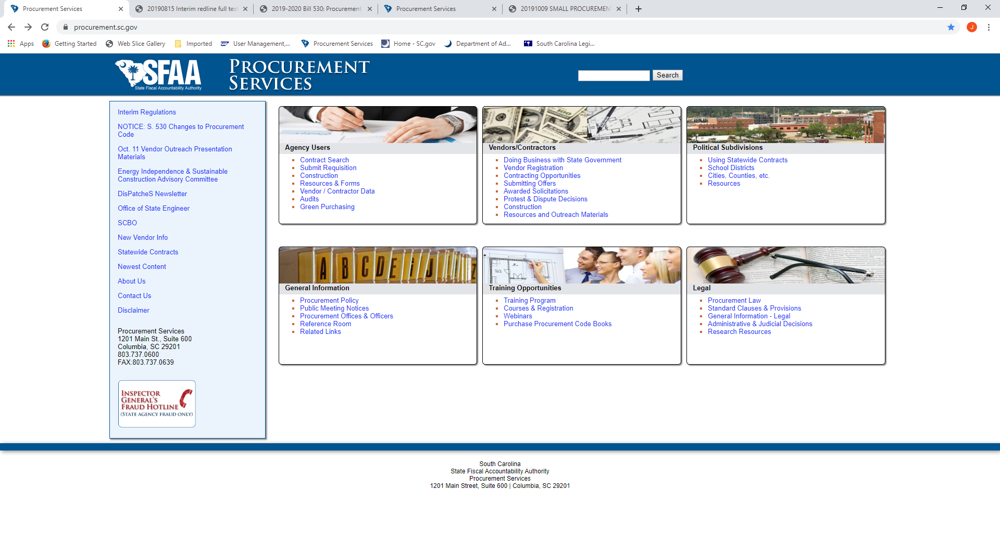 Procurement Services
20190815 Interim redline full text
2019-2020 Bill 530: Procurement
Procurement Services
20191009 SMALL PROCUREMEN
procurement.sc.gov
J
Apps
Getting Started
Web Slice Gallery
Imported
User Management,...
Procurement Services
Home - SC.gov
Department of Ad...
South Carolina Legi...
SFAA
State Fiscal Accountability Authority
PROCUREMENT
SERVICES
Search
Interim Regulations
NOTICE: S. 530 Changes to Procurement
Code
Oct. 11 Vendor Outreach Presentation
Materials
Energy Independence & Sustainable
Construction Advisory Committee
DisPatcheS Newsletter
Office of State Engineer
SCBO
New Vendor Info
Statewide Contracts
Newest Content
About Us
Contact Us
Disclaimer
Procurement Services
1201 Main St., Suite 600
Columbia, SC 29201
803.737.0600
FAX:803.737.0639
INSPECTOR
GENERAL'S
FRAUD HOTLINE
(STATE AGENCY FRAUD ONLY)
Agency Users
Contract Search
Submit Requisition
Construction
Resources & Forms
Vendor / Contractor Data
Audits
Green Purchasing
Vendors/Contractors
Doing Business with State Government
Vendor Registration
Contracting Opportunities
Submitting Offers
Awarded Solicitations
Protest & Dispute Decisions
Construction
Resources and Outreach Materials
Political Subdivisions
Using Statewide Contracts
School Districts
Cities, Counties, etc.
Resources
A B C D E i J
General Information
Procurement Policy
Public Meeting Notices
Procurement Offices & Officers
Reference Room
Related Links
Training Opportunities
Training Program
Courses & Registration
Webinars
Purchase Procurement Code Books
Legal
Procurement Law
Standard Clauses & Provisions
General Information - Legal
Administrative & Judicial Decisions
Research Resources
South Carolina
State Fiscal Accountability Authority
Procurement Services
1201 Main Street, Suite 600 | Columbia, SC 29201